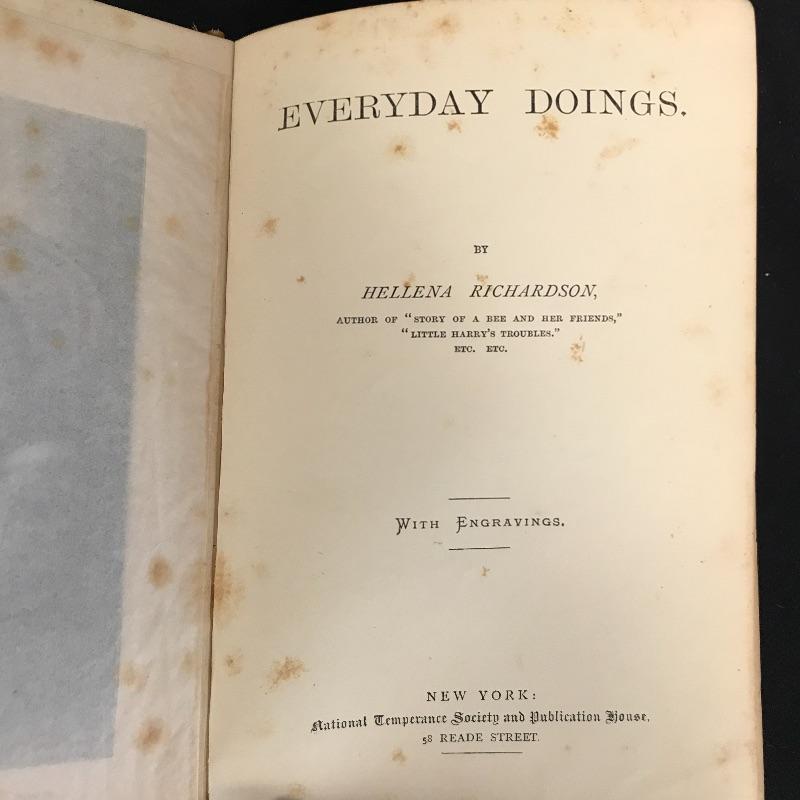 EVERYDAY DOINGS.
BY
HELLENA RICHARDSON,
AUTHOR OF "STORY OF A BEE AND HER FRIENDS,"
"LITTLE HARRY'S TROUBLES."
ETC. ETC.
WITH ENGRAVINGS.
NEW YORK:
National Temperance Society and Publication House,
58 READE STREET.